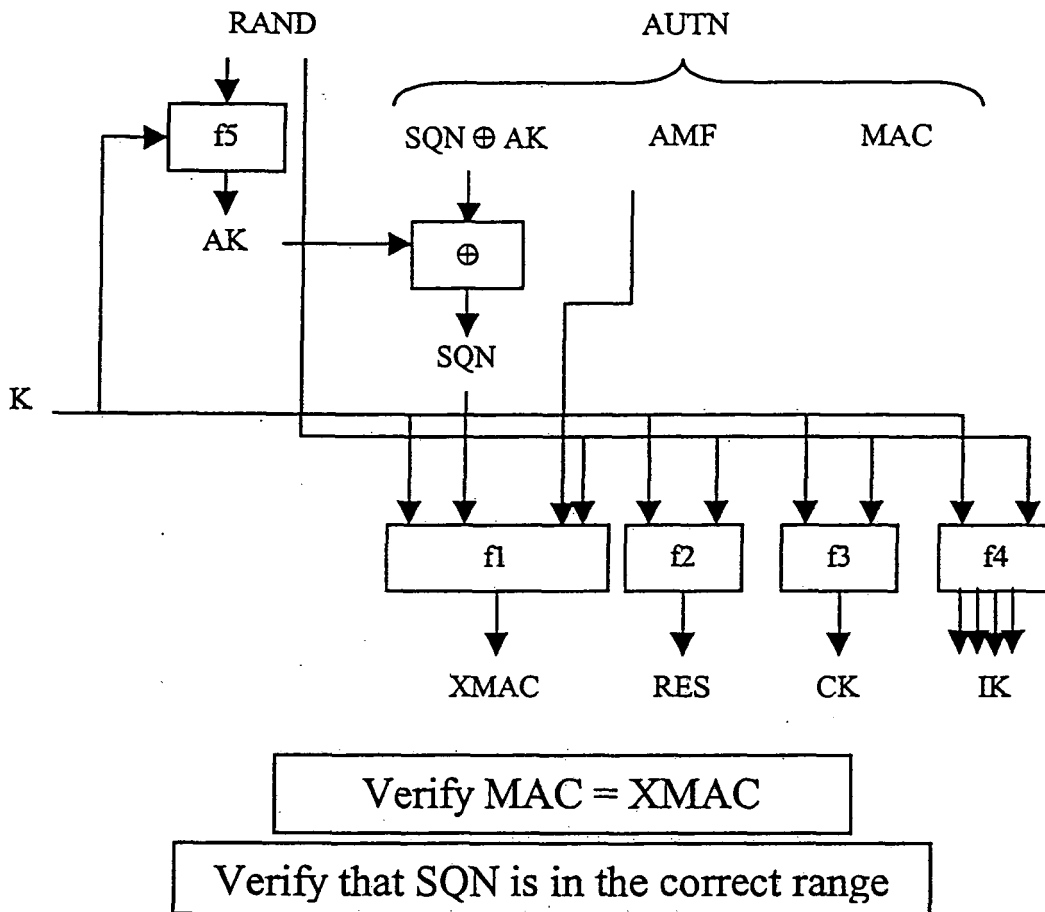 RAND AUTN
f5 SQN ⊕ AK AMF MAC
AK ⊕
SQN
K
f1 f2 f3 f4
XMAC RES CK IK
Verify MAC = XMAC
Verify that SQN is in the correct range